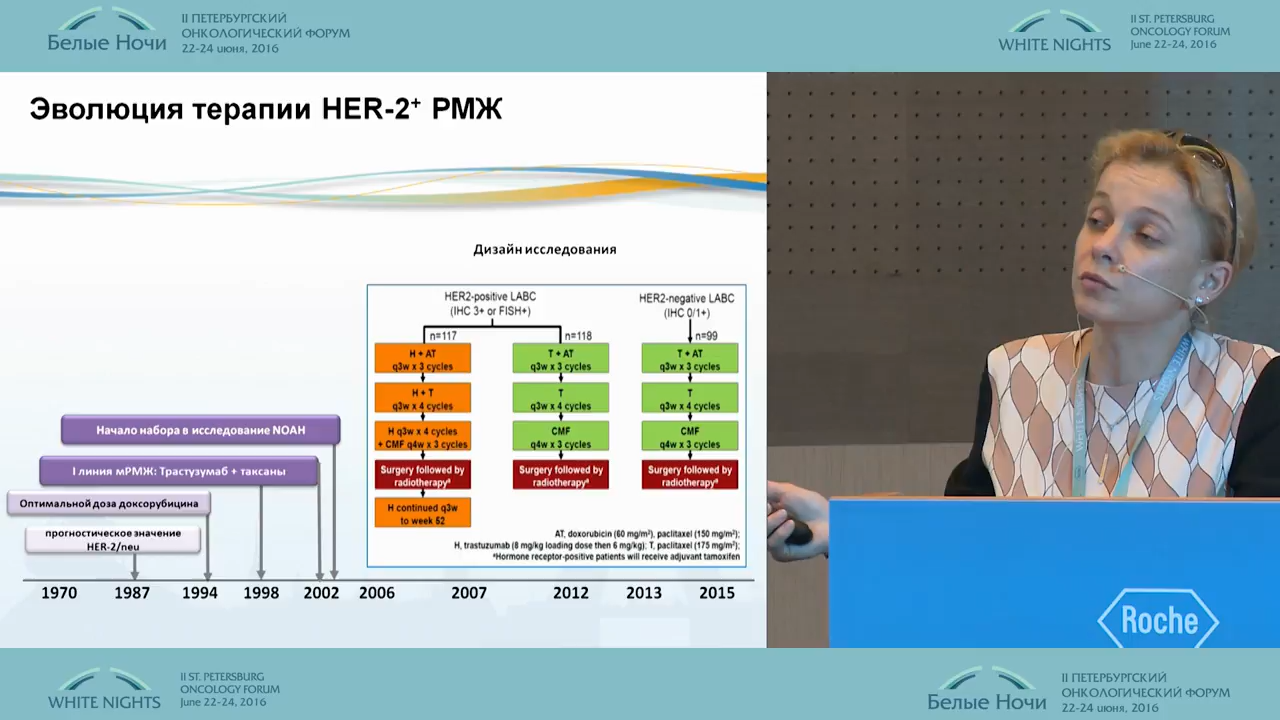 Белые Ночи
II ПЕТЕРБУРГСКИЙ
ОНКОЛОГИЧЕСКИЙ ФОРУМ
22-24 июня, 2016
WHITE NIGHTS
II ST. PETERSBURG
ONCOLOGY FORUM
June 22-24, 2016
Эволюция терапии HER-2+ РМЖ
Дизайн исследования
HER2-positive LABC
(IHC 3+ or FISH+)
HER2-negative LABC
(IHC 0/1+)
n=117
n=118
n=99
H + AT
q3w x 3 cycles
T + AT
q3w x 3 cycles
T + AT
q3w x 3 cycles
H + T
q3w x 4 cycles
T
q3w x 4 cycles
T
q3w x 4 cycles
H q3w x 4 cycles
+ CMF q4w x 3 cycles
CMF
q4w x 3 cycles
CMF
q4w x 3 cycles
Surgery followed by
radiotherapyª
Surgery followed by
radiotherapyª
Surgery followed by
radiotherapyª
H continued q3w
to week 52
AT, doxorubicin (60 mg/m²), paclitaxel (150 mg/m²);
H, trastuzumab (8 mg/kg loading dose then 6 mg/kg); T, paclitaxel (175 mg/m²);
ªHormone receptor-positive patients will receive adjuvant tamoxifen
Начало набора в исследование NOAH
I линия мРМЖ: Трастузумаб + таксаны
Оптимальной доза доксорубицина
прогностическое значение
HER-2/neu
1970 1987 1994 1998 2002 2006 2007 2012 2013 2015
Roche
WHITE NIGHTS
II ST. PETERSBURG
ONCOLOGY FORUM
June 22-24, 2016
Белые Ночи
II ПЕТЕРБУРГСКИЙ
ОНКОЛОГИЧЕСКИЙ ФОРУМ
22-24 июня, 2016